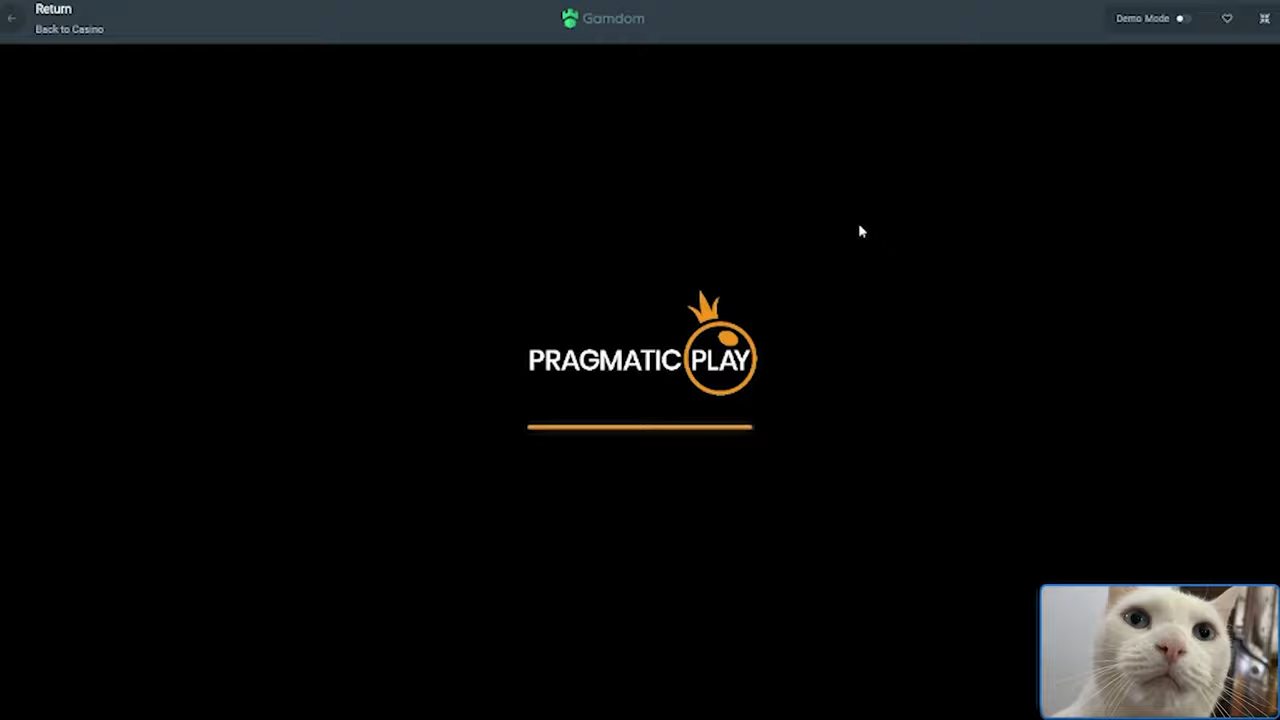 Return
Back to Casino
Gamdom
Demo Mode
PRAGMATIC PLAY